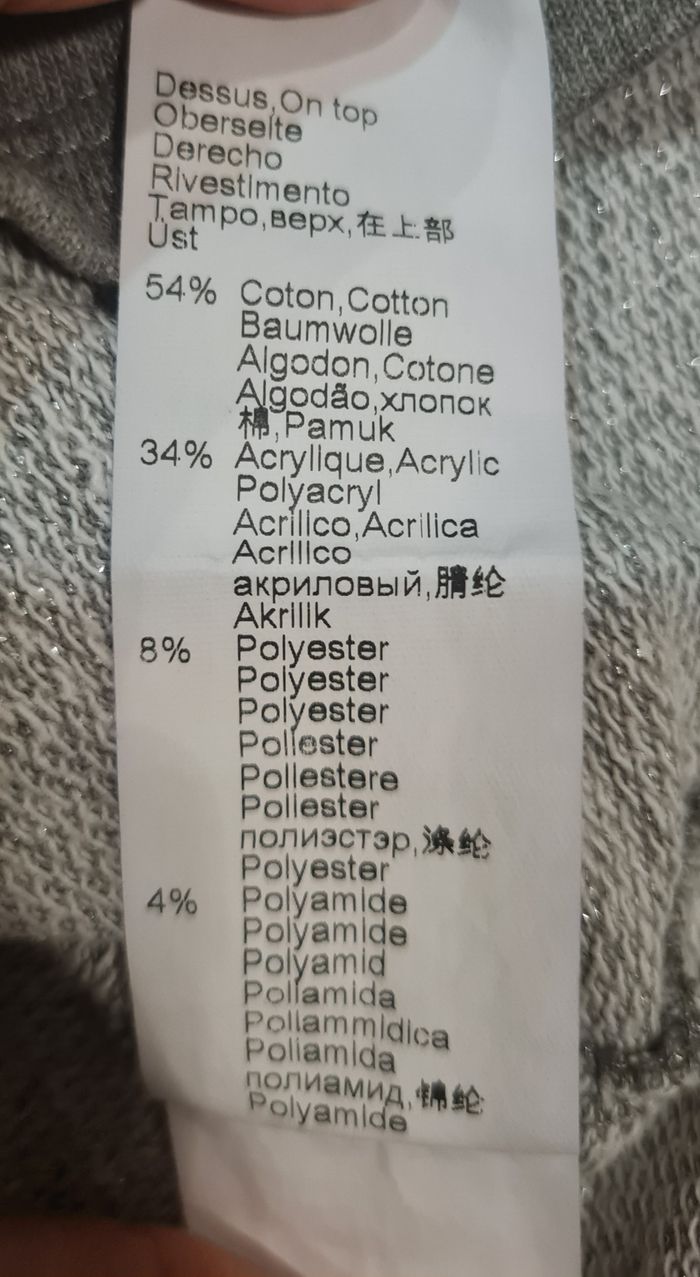 Dessus,On top
Oberseite
Derecho
Rivestimento
Tampo,верх,在上部
Üst
54% Coton,Cotton
Baumwolle
Algodon,Cotone
Algodão,хлопок
棉,Pamuk
34% Acrylique,Acrylic
Polyacryl
Acrilico,Acrilica
Acrilico
акриловый,腈纶
Akrilik
8% Polyester
Polyester
Polyester
Poliester
Poliestere
Poliester
полиэстэр,涤纶
Polyester
4% Polyamide
Polyamide
Polyamid
Poliamida
Poliammidica
Poliamida
полиамид,锦纶
Polyamide